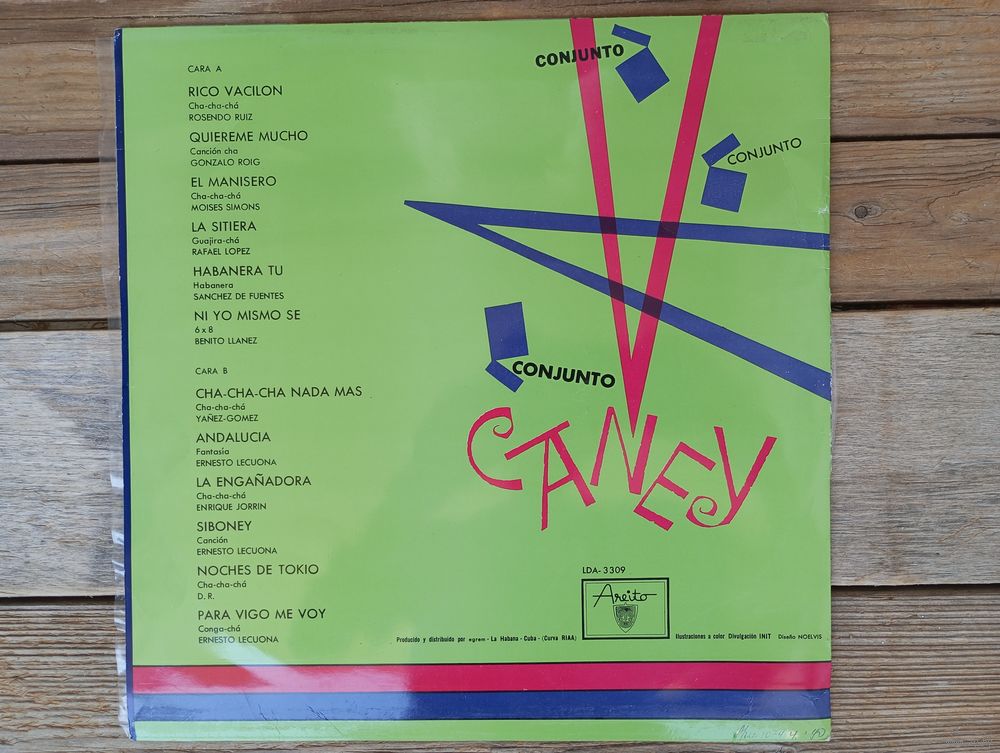 CARA A
RICO VACILON
Cha-cha-chá
ROSENDO RUIZ
QUIEREME MUCHO
Canción cha
GONZALO ROIG
EL MANISERO
Cha-cha-chá
MOISES SIMONS
LA SITIERA
Guajira-chá
RAFAEL LOPEZ
HABANERA TU
Habanera
SANCHEZ DE FUENTES
NI YO MISMO SE
6 x 8
BENITO LLANEZ
CARA B
CHA-CHA-CHA NADA MAS
Cha-cha-chá
YAÑEZ-GOMEZ
ANDALUCIA
Fantasía
ERNESTO LECUONA
LA ENGAÑADORA
Cha-cha-chá
ENRIQUE JORRIN
SIBONEY
Canción
ERNESTO LECUONA
NOCHES DE TOKIO
Cha-cha-chá
D. R.
PARA VIGO ME VOY
Conga-chá
ERNESTO LECUONA
CONJUNTO
CONJUNTO
CONJUNTO
CANEY
LDA-3309
Areito
Producido y distribuido por egrem - La Habana - Cuba - (Curva RIAA)
Ilustraciones a color Divulgación INIT Diseño NOELVIS